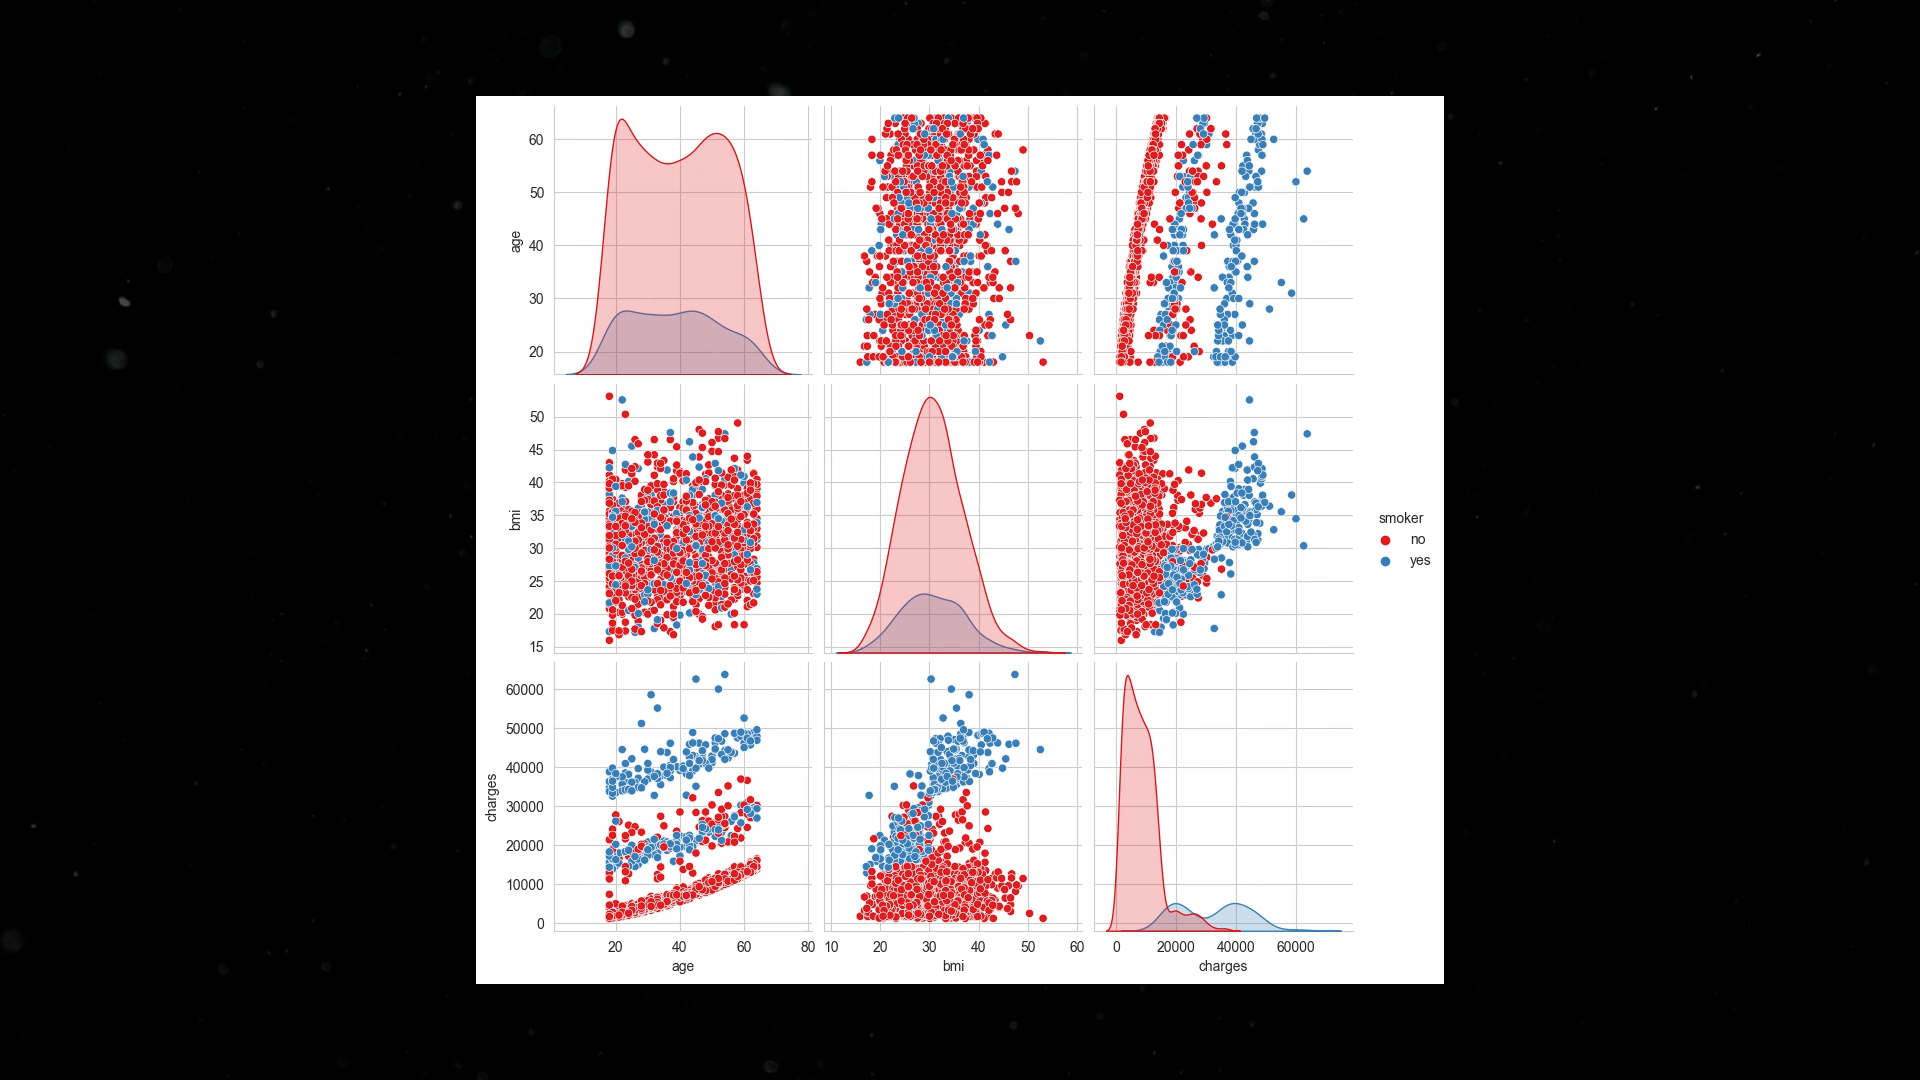 age
60
50
40
30
20
bmi
50
45
40
35
30
25
20
15
smoker
no
yes
charges
60000
50000
40000
30000
20000
10000
0
20 40 60 80 10 20 30 40 50 60 0 20000 40000 60000
age bmi charges